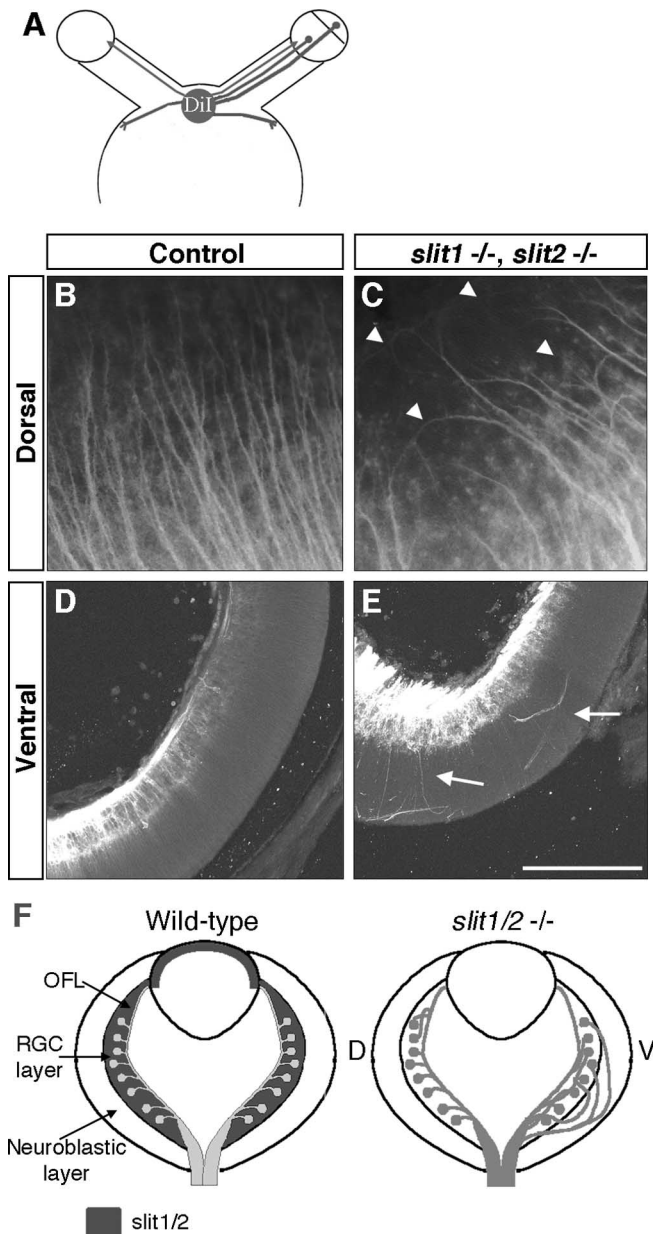 A
DiI
Control
slit1 -/-, slit2 -/-
Dorsal
B
C
Ventral
D
E
F
Wild-type
slit1/2 -/-
OFL
RGC
layer
D
V
Neuroblastic
layer
slit1/2